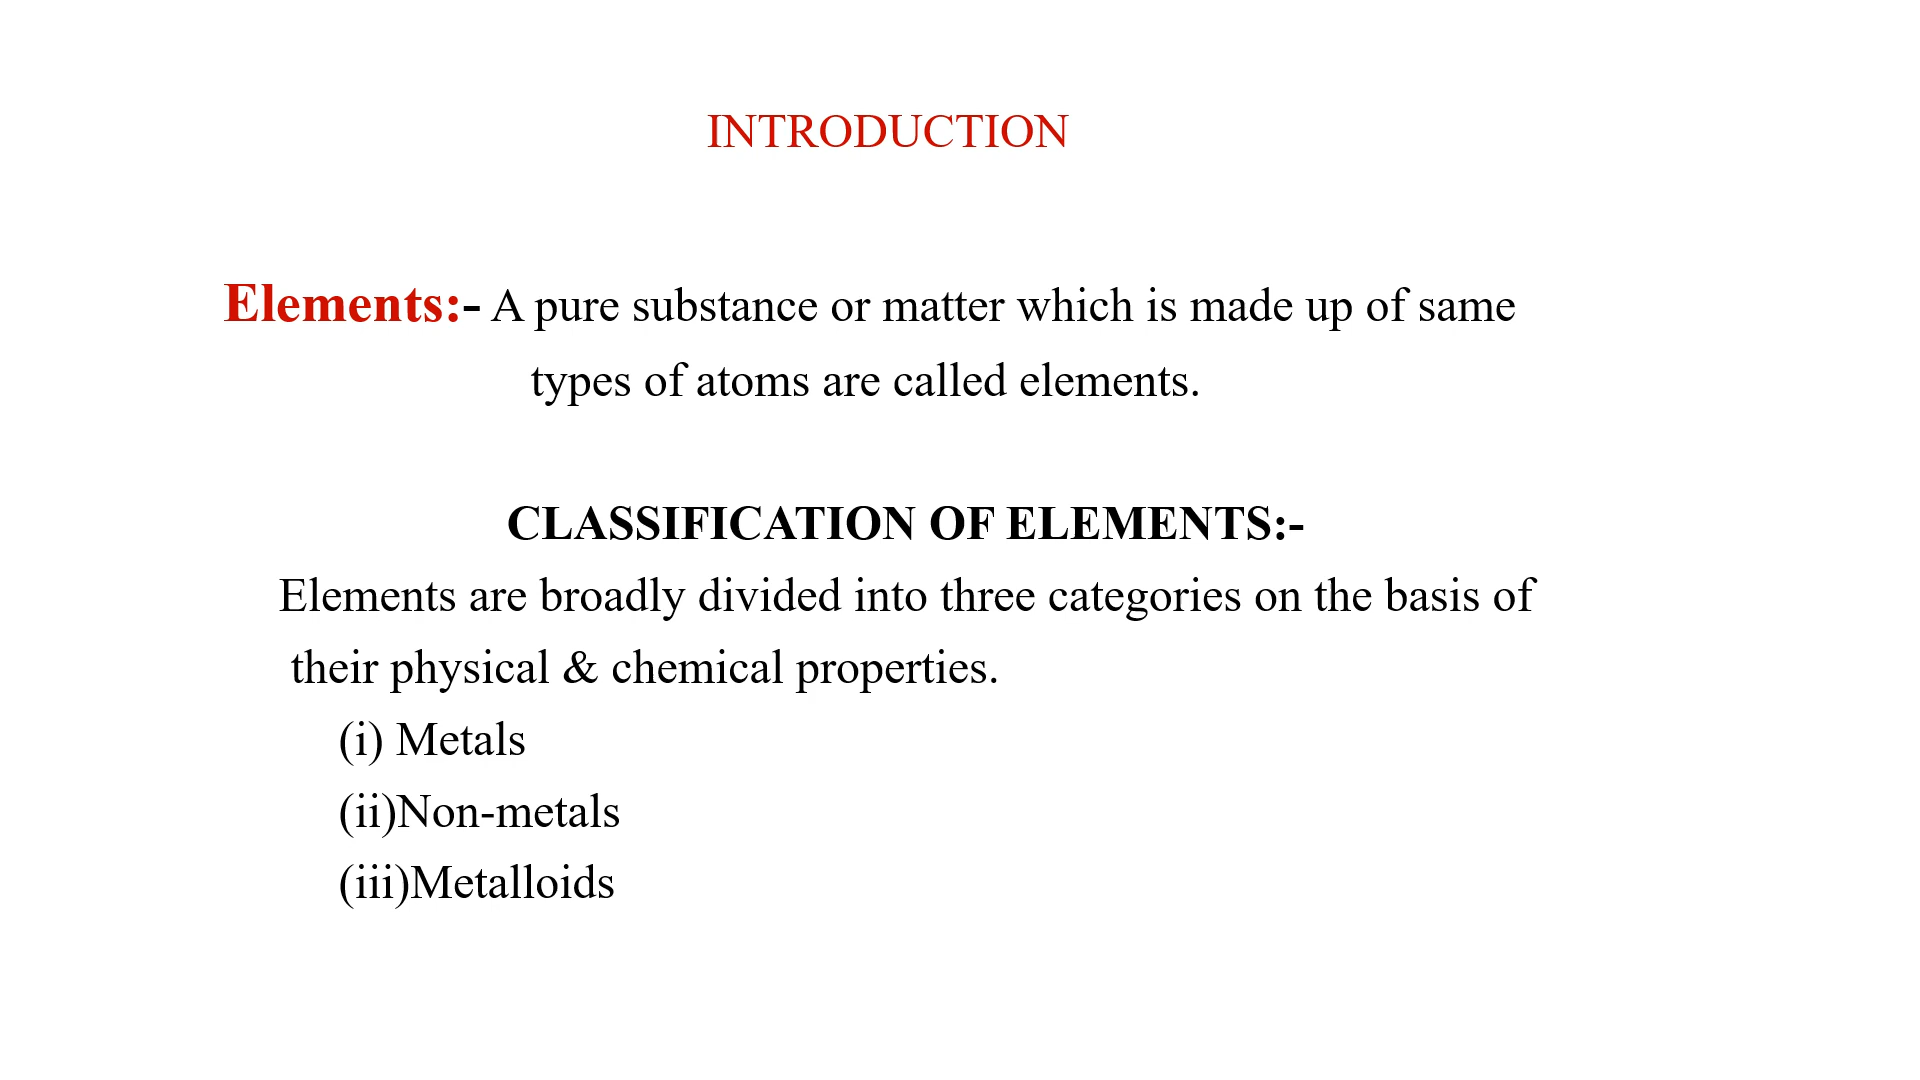 INTRODUCTION
Elements:- A pure substance or matter which is made up of same
types of atoms are called elements.
CLASSIFICATION OF ELEMENTS:-
Elements are broadly divided into three categories on the basis of
their physical & chemical properties.
(i) Metals
(ii)Non-metals
(iii)Metalloids